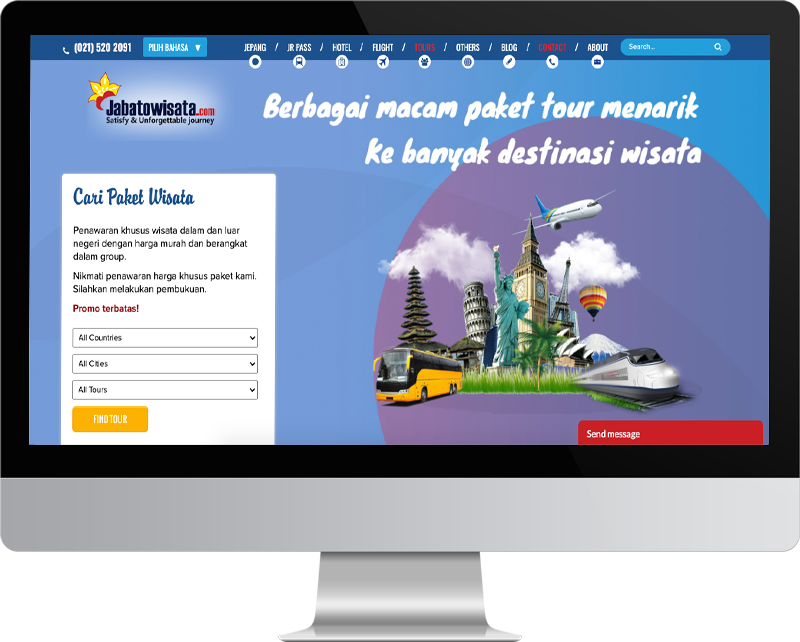 (021) 520 2091
PILIH BAHASA
JEPANG / JR PASS / HOTEL / FLIGHT / TOURS / OTHERS / BLOG / CONTACT / ABOUT
Search...
Jabatowisata.com
Satisfy & Unforgettable journey
Berbagai macam paket tour menarik
Ke banyak destinasi wisata
Cari Paket Wisata
Penawaran khusus wisata dalam dan luar
negeri dengan harga murah dan berangkat
dalam group.
Nikmati penawaran harga khusus paket kami.
Silahkan melakukan pembukuan.
Promo terbatas!
All Countries
All Cities
All Tours
FIND TOUR
Send message